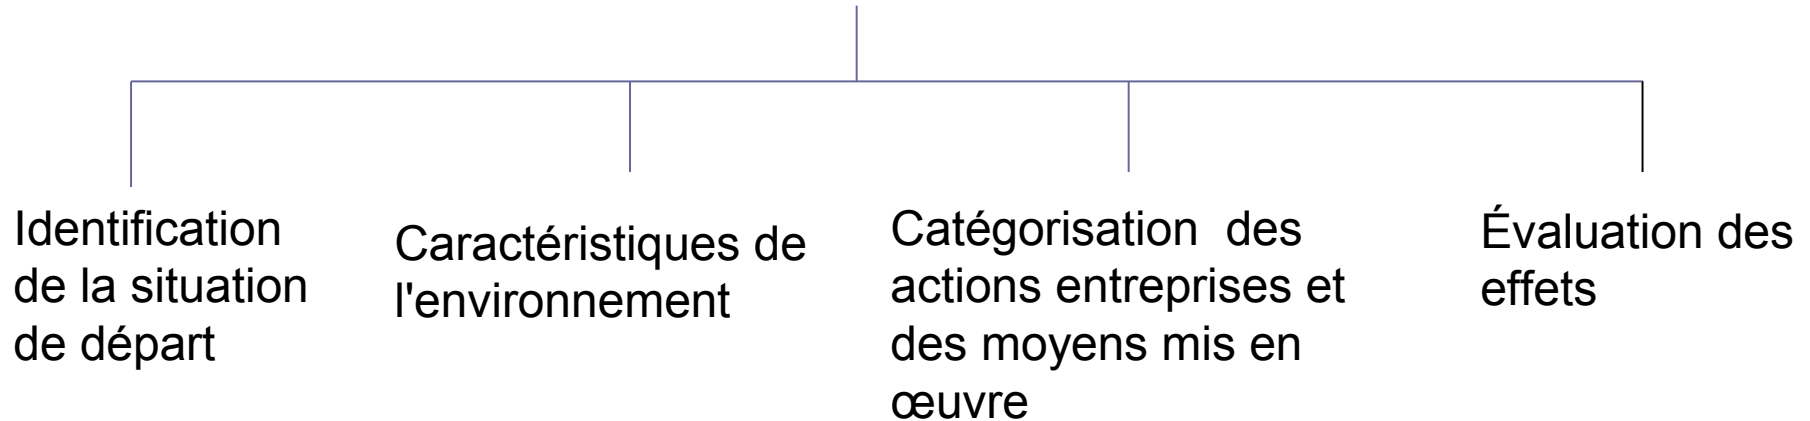 Identification
de la situation
de départ
Caractéristiques de
l'environnement
Catégorisation  des
actions entreprises et
des moyens mis en
œuvre
Évaluation des
effets